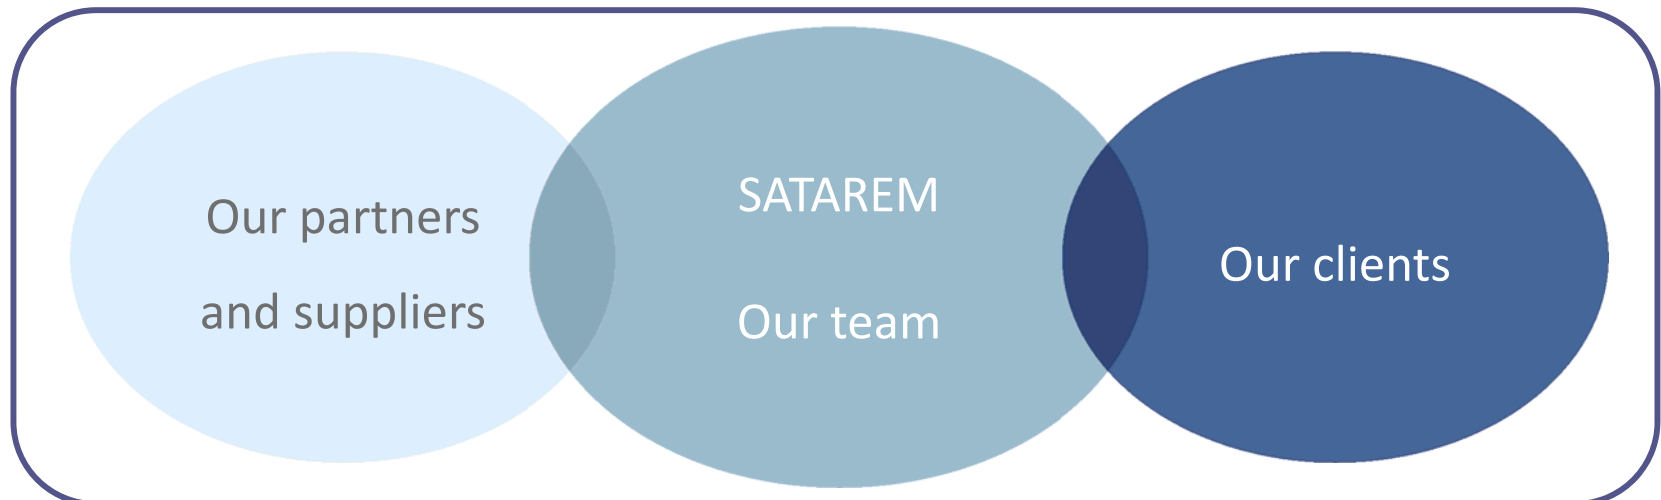 Our partners
and suppliers
SATAREM
Our team
Our clients